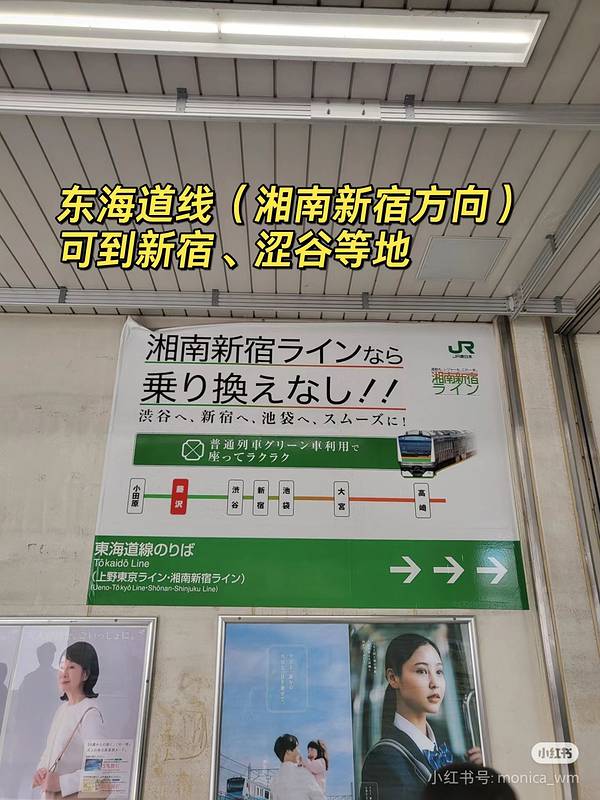 东海道线（湘南新宿方向）
可到新宿、涩谷等地
湘南新宿ラインなら
乗り換えなし!!
渋谷へ、新宿へ、池袋へ、スムーズに!
普通列車グリーン車利用で
座ってラクラク
JR
JR東日本
湘南新宿
ライン
小田原
藤沢
渋谷
新宿
池袋
大宮
高崎
東海道線のりば
Tōkaidō Line
(上野東京ライン・湘南新宿ライン)
(Ueno-Tōkyō Line・Shōnan-Shinjuku Line)
小红书
小红书号: monica_wm